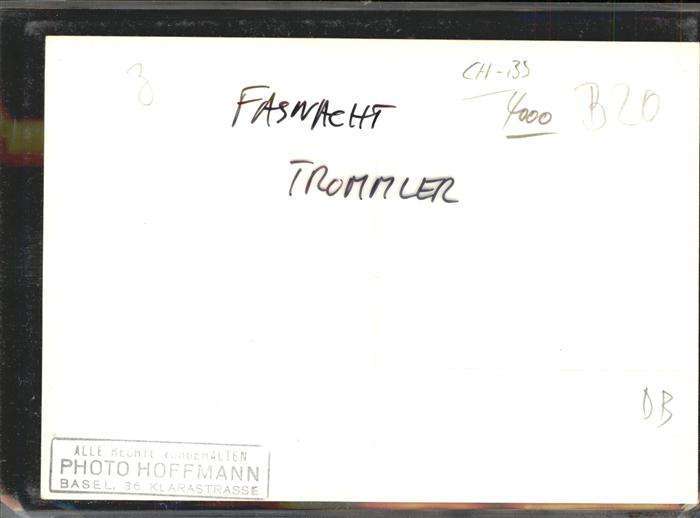 3
CH-135
4000
B20
FASNACHT
TROMMLER
DB
ALLE RECHTE VORBEHALTEN
PHOTO HOFFMANN
BASEL, 36 KLARASTRASSE